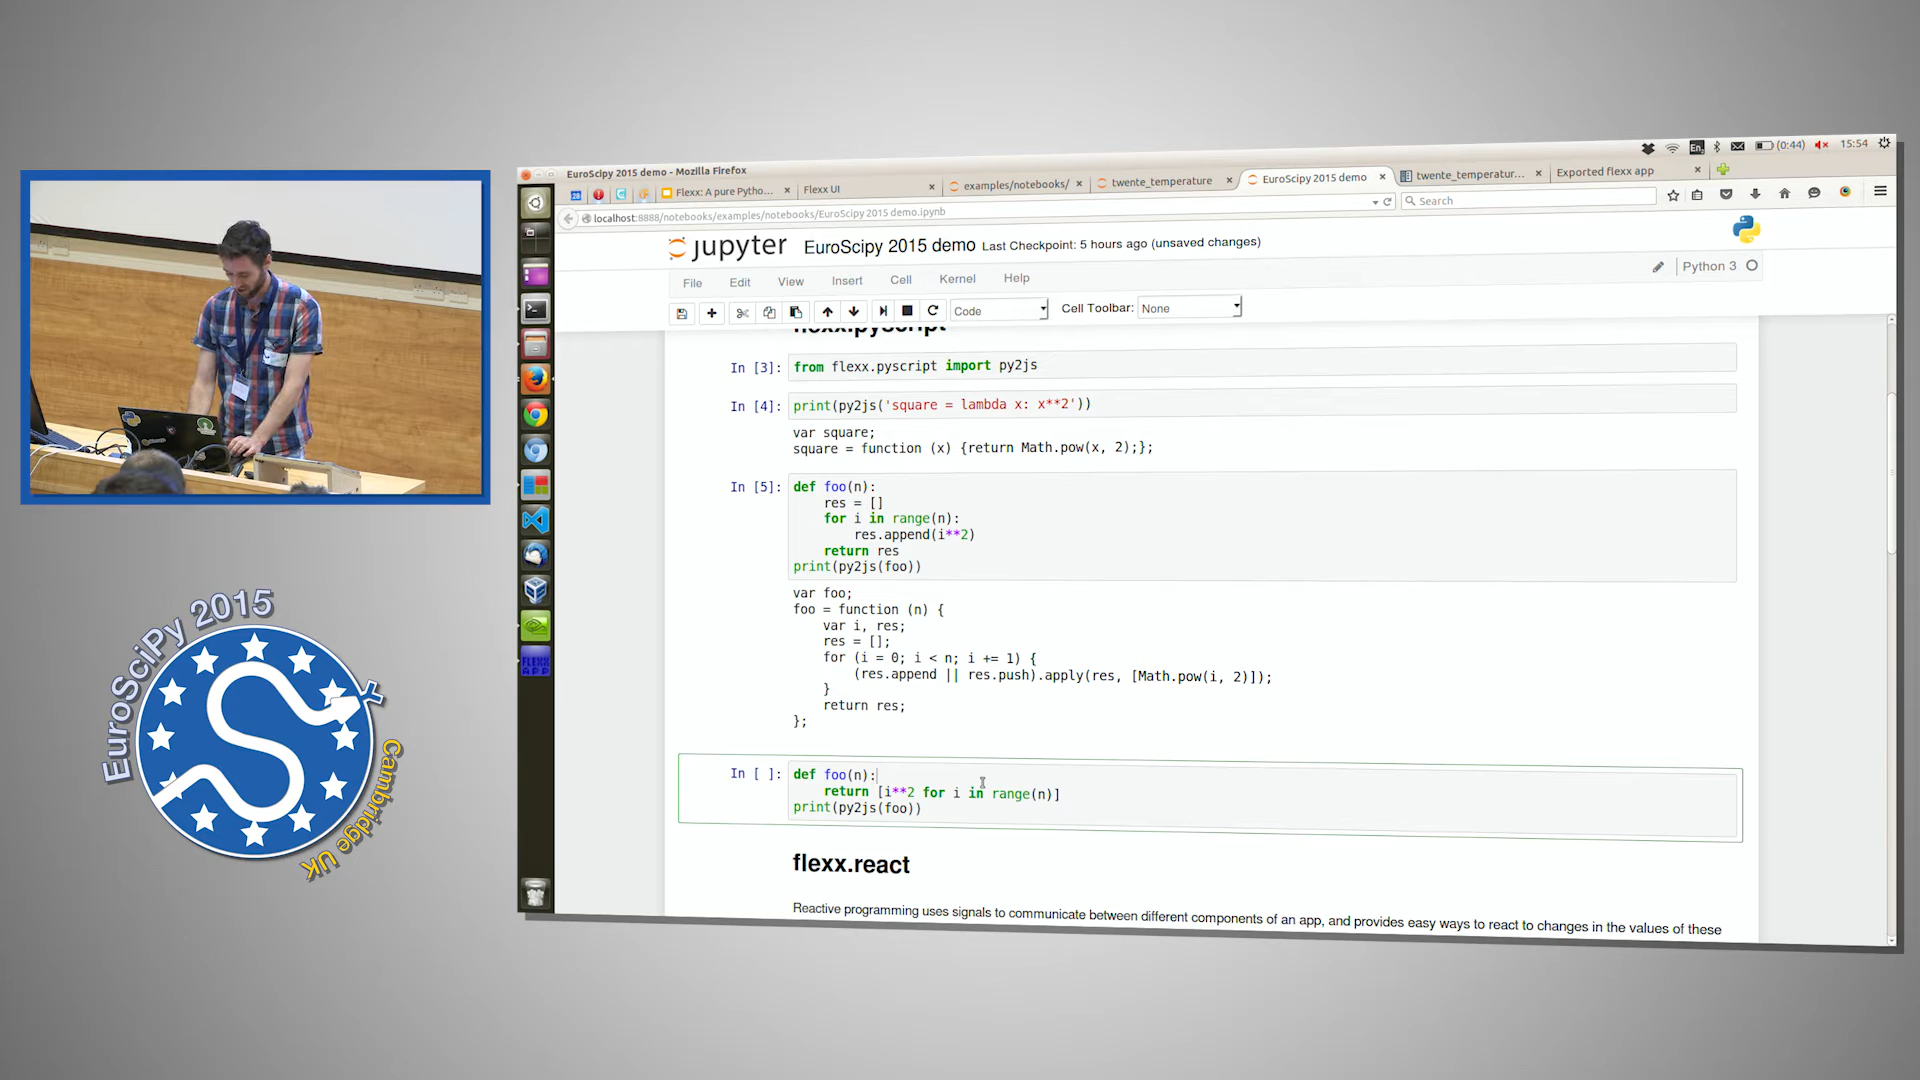 EuroScipy 2015 demo - Mozilla Firefox
En
(0:44)
15:54
Flexx: A pure Pytho...
Flexx UI
examples/notebooks/
twente_temperature
EuroScipy 2015 demo
twente_temperatur...
Exported flexx app
localhost:8888/notebooks/examples/notebooks/EuroScipy 2015 demo.ipynb
Search
jupyter
EuroScipy 2015 demo Last Checkpoint: 5 hours ago (unsaved changes)
File Edit View Insert Cell Kernel Help
Python 3
Code
Cell Toolbar: None
flexx.pyscript
In [3]: from flexx.pyscript import py2js
In [4]: print(py2js('square = lambda x: x**2'))
var square;
square = function (x) {return Math.pow(x, 2);};
In [5]: def foo(n):
res = []
for i in range(n):
res.append(i**2)
return res
print(py2js(foo))
var foo;
foo = function (n) {
var i, res;
res = [];
for (i = 0; i < n; i += 1) {
(res.append || res.push).apply(res, [Math.pow(i, 2)]);
}
return res;
};
In [ ]: def foo(n):
return [i**2 for i in range(n)]
print(py2js(foo))
flexx.react
Reactive programming uses signals to communicate between different components of an app, and provides easy ways to react to changes in the values of these
FLEXX
APP
EuroSciPy 2015
Cambridge UK